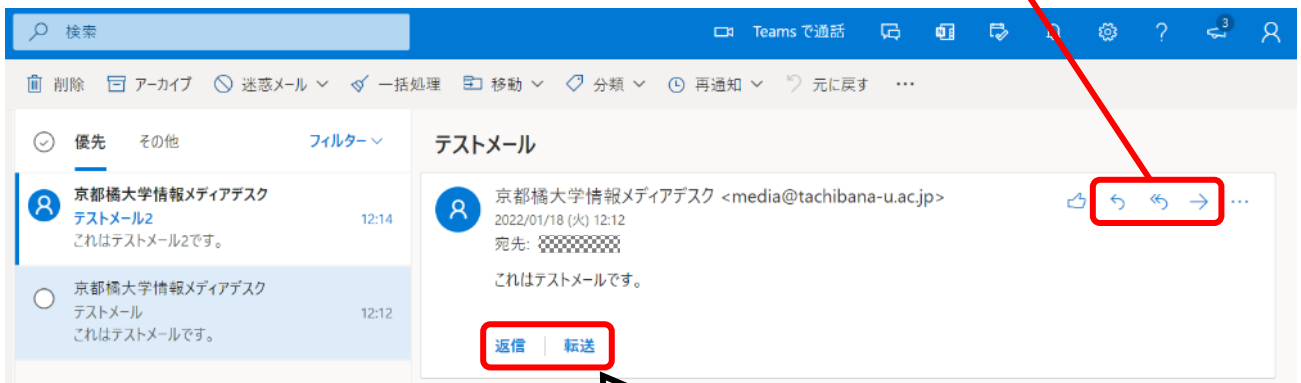 検索
Teams で通話
3
削除 アーカイブ 迷惑メール 一括処理 移動 分類 再通知 元に戻す …
優先 その他 フィルター
京都橘大学情報メディアデスク
テストメール2 12:14
これはテストメール2です。
京都橘大学情報メディアデスク
テストメール 12:12
これはテストメールです。
テストメール
京都橘大学情報メディアデスク <media@tachibana-u.ac.jp>
2022/01/18 (火) 12:12
宛先:
これはテストメールです。
返信 転送